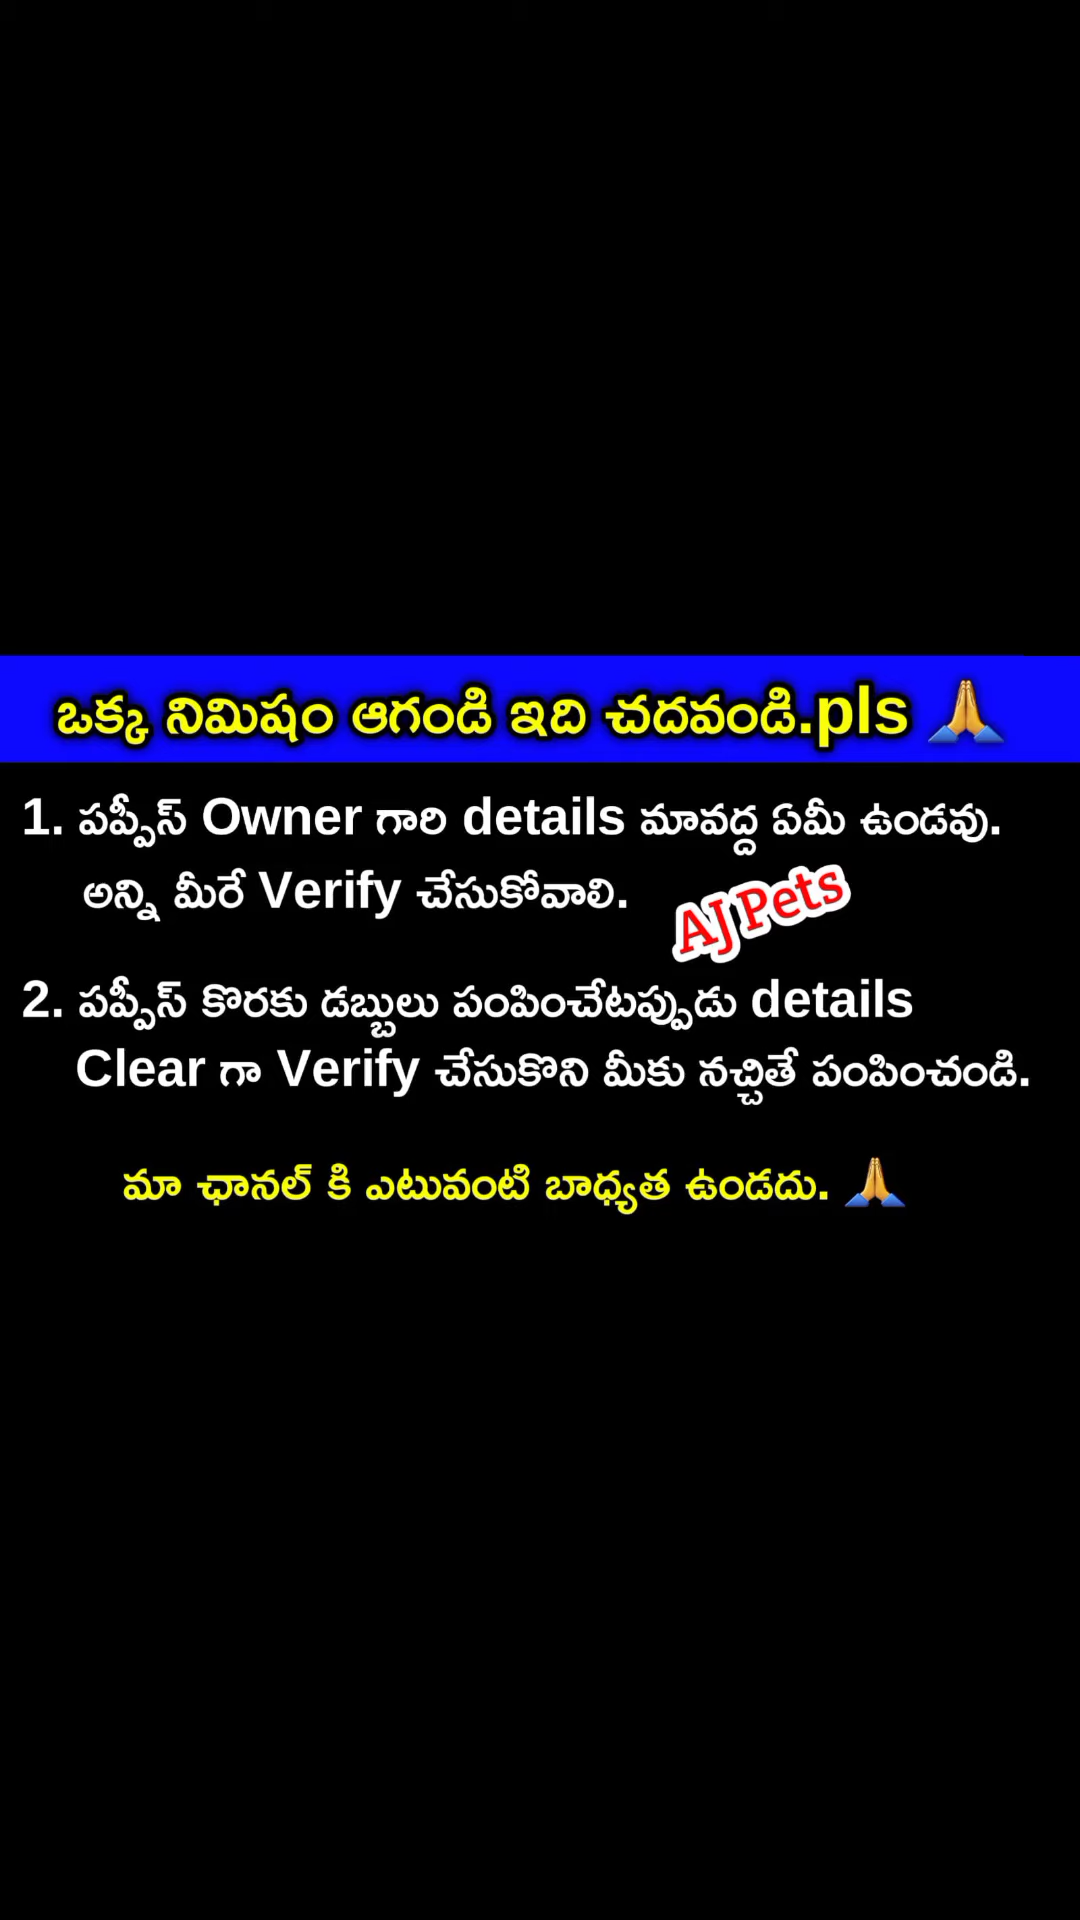 ఒక్క నిమిషం ఆగండి ఇది చదవండి.pls 🙏
1. పప్పీస్ Owner గారి details మావద్ద ఏమీ ఉండవు.
అన్ని మీరే Verify చేసుకోవాలి.
AJ Pets
2. పప్పీస్ కొరకు డబ్బులు పంపించేటప్పుడు details
Clear గా Verify చేసుకొని మీకు నచ్చితే పంపించండి.
మా ఛానల్ కి ఎటువంటి బాధ్యత ఉండదు. 🙏